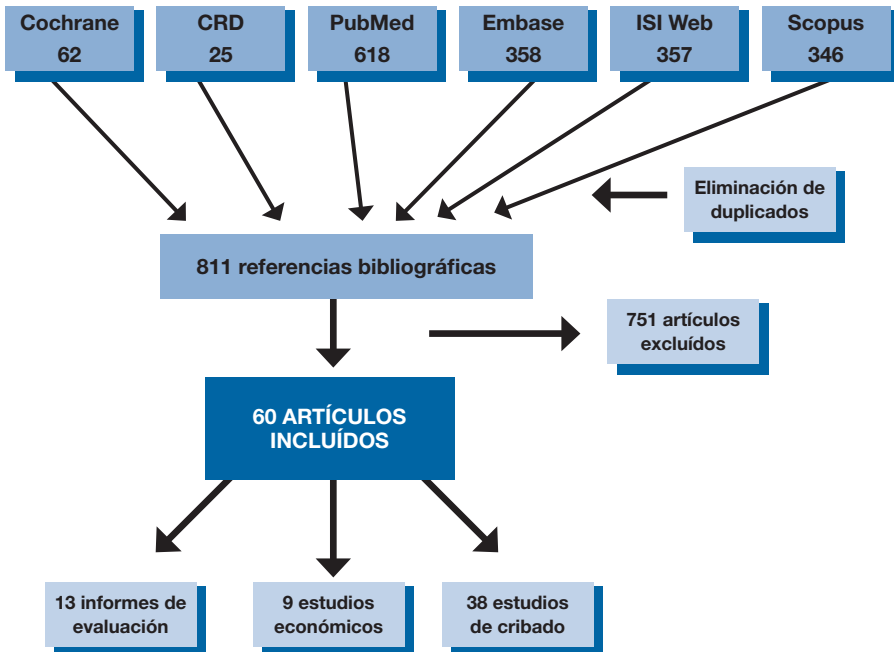 Cochrane
62
CRD
25
PubMed
618
Embase
358
ISI Web
357
Scopus
346
Eliminación de
duplicados
811 referencias bibliográficas
751 artículos
excluídos
60 ARTÍCULOS
INCLUÍDOS
13 informes de
evaluación
9 estudios
económicos
38 estudios
de cribado